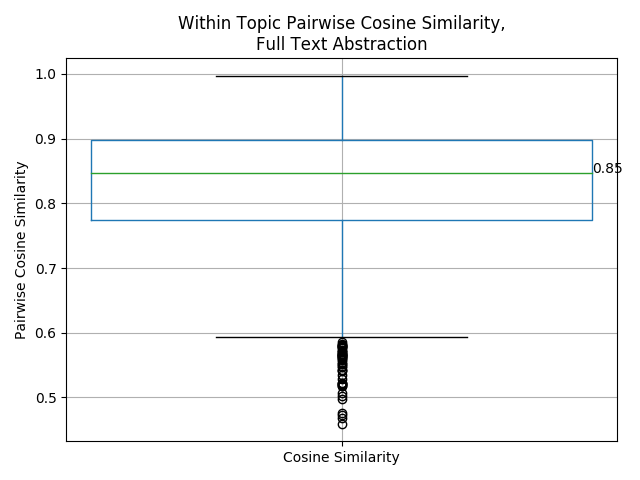 Within Topic Pairwise Cosine Similarity,
Full Text Abstraction
Pairwise Cosine Similarity
1.0
0.9
0.8
0.7
0.6
0.5
0.85
Cosine Similarity